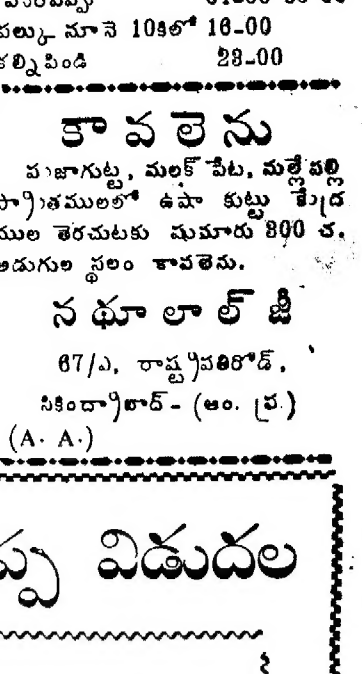 పల్కు నూనె 10కిలో 16-00
కల్నిపిండి 23-00
కావలెను
పంజాగుట్ట, మలక్ పేట, మల్లేపల్లి
ప్రాంతములలో ఉషా కుట్టు కేంద్ర
ముల తెరచుటకు షుమారు 800 చ.
అడుగుల స్థలం కావలెను.
నథూలాల్ జీ
67/ఎ, రాష్ట్రపతిరోడ్,
సికింద్రాబాద్ - (ఆం. ప్ర.)
(A. A.)
విడుదల